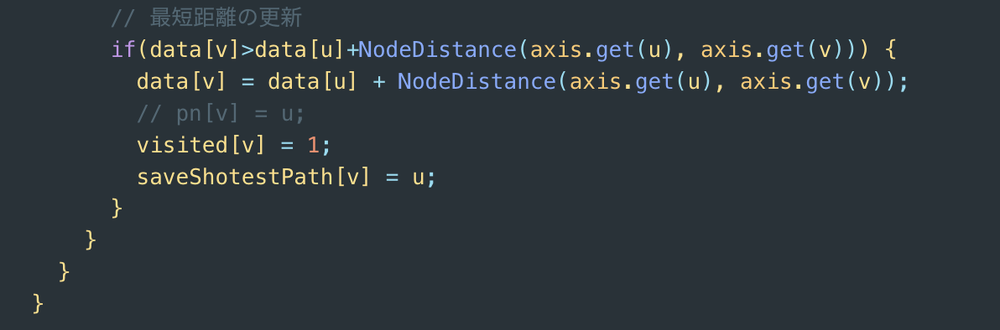 // 最短距離の更新
if(data[v]>data[u]+NodeDistance(axis.get(u), axis.get(v))) {
data[v] = data[u] + NodeDistance(axis.get(u), axis.get(v));
// pn[v] = u;
visited[v] = 1;
saveShotestPath[v] = u;
}
}
}
}